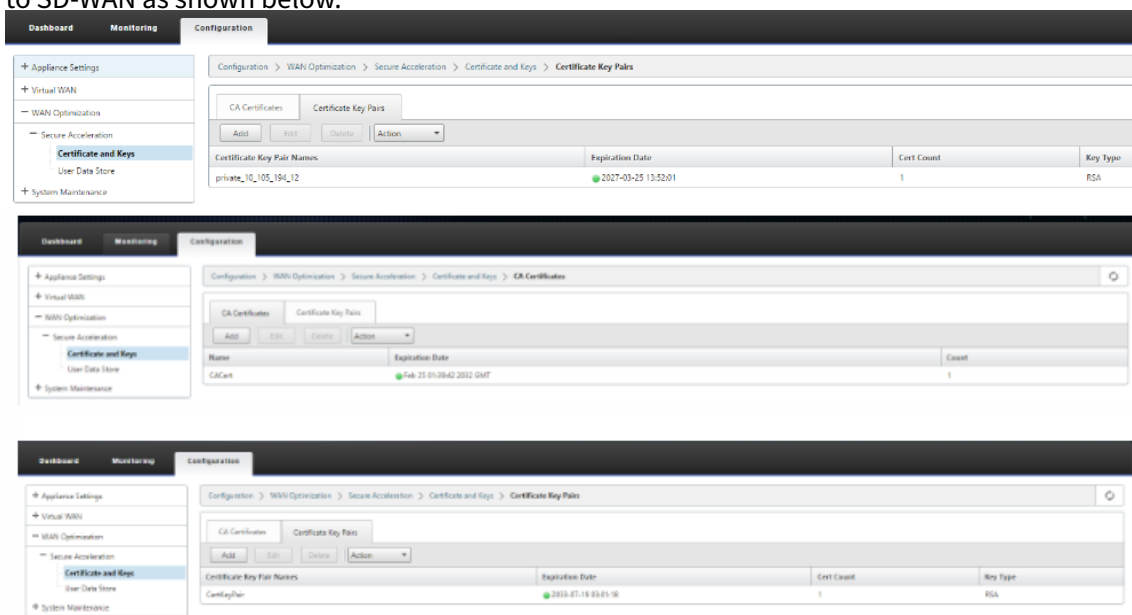 to SD-WAN as shown below.
Dashboard Monitoring Configuration
+ Appliance Settings
+ Virtual WAN
− WAN Optimization
− Secure Acceleration
Certificate and Keys
User Data Store
+ System Maintenance
Configuration > WAN Optimization > Secure Acceleration > Certificate and Keys > Certificate Key Pairs
CA Certificates Certificate Key Pairs
Add Edit Delete Action
Certificate Key Pair Names Expiration Date Cert Count Key Type
private_10_105_194_12 2027-03-25 13:52:01 1 RSA
Dashboard Monitoring Configuration
+ Appliance Settings
+ Virtual WAN
− WAN Optimization
− Secure Acceleration
Certificate and Keys
User Data Store
+ System Maintenance
Configuration > WAN Optimization > Secure Acceleration > Certificate and Keys > CA Certificates
CA Certificates Certificate Key Pairs
Add Edit Delete Action
Name Expiration Date Count
CACert Feb 25 01:39:42 2032 GMT 1
Dashboard Monitoring Configuration
+ Appliance Settings
+ Virtual WAN
− WAN Optimization
− Secure Acceleration
Certificate and Keys
User Data Store
+ System Maintenance
Configuration > WAN Optimization > Secure Acceleration > Certificate and Keys > Certificate Key Pairs
CA Certificates Certificate Key Pairs
Add Edit Delete Action
Certificate Key Pair Names Expiration Date Cert Count Key Type
CertKeyPair 1 RSA